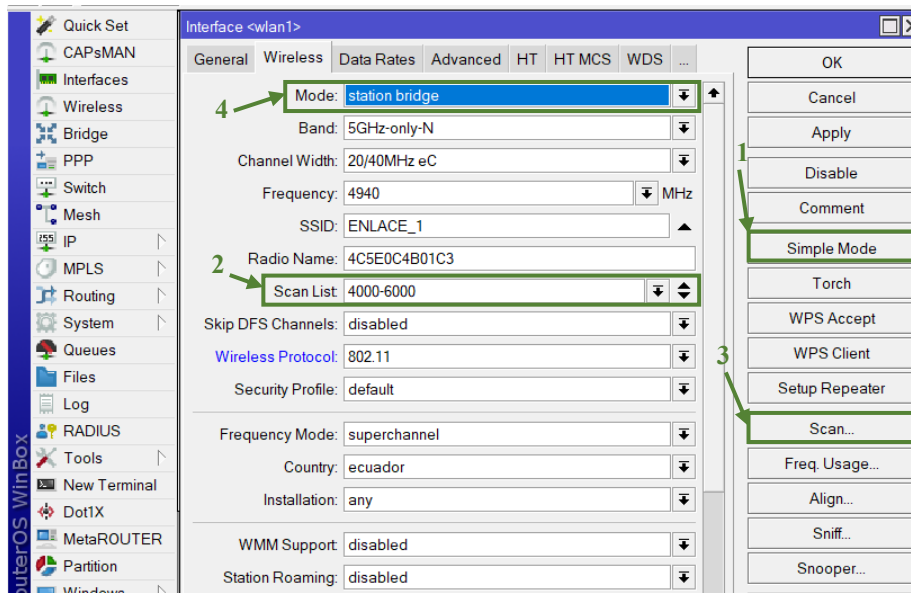 Quick Set
CAPsMAN
Interfaces
Wireless
Bridge
PPP
Switch
Mesh
IP
MPLS
Routing
System
Queues
Files
Log
RADIUS
Tools
New Terminal
Dot1X
MetaROUTER
Partition
Windows
outerOS WinBox
Interface <wlan1>
General Wireless Data Rates Advanced HT HT MCS WDS ...
4
Mode: station bridge
Band: 5GHz-only-N
Channel Width: 20/40MHz eC
Frequency: 4940 MHz
SSID: ENLACE_1
Radio Name: 4C5E0C4B01C3
2
Scan List: 4000-6000
Skip DFS Channels: disabled
Wireless Protocol: 802.11
Security Profile: default
Frequency Mode: superchannel
Country: ecuador
Installation: any
WMM Support: disabled
Station Roaming: disabled
OK
Cancel
Apply
1
Disable
Comment
Simple Mode
Torch
WPS Accept
WPS Client
3
Setup Repeater
Scan...
Freq. Usage...
Align...
Sniff...
Snooper...